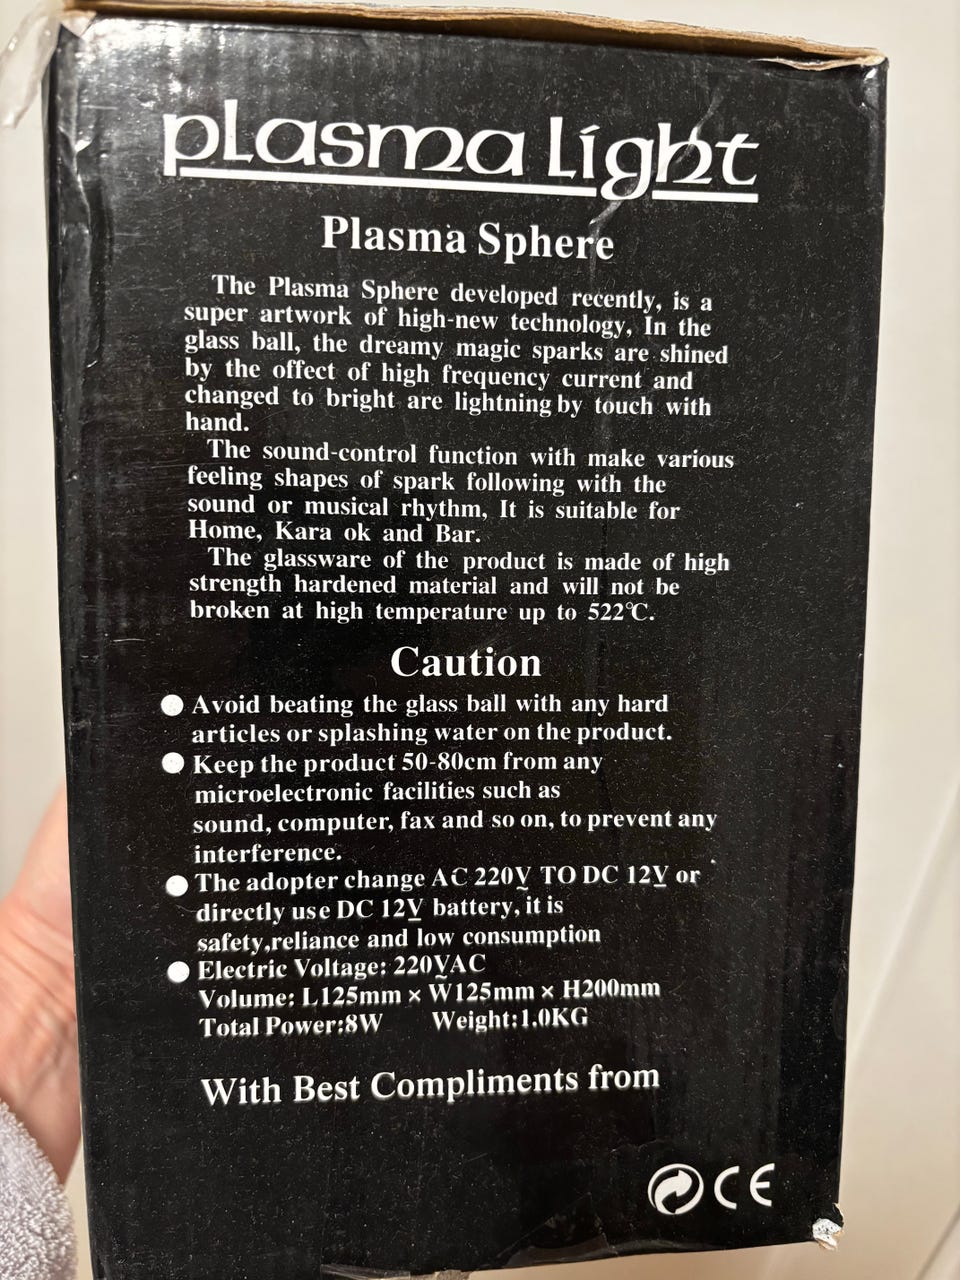 plasma light
Plasma Sphere
The Plasma Sphere developed recently, is a
super artwork of high-new technology, In the
glass ball, the dreamy magic sparks are shined
by the offect of high frequency current and
changed to bright are lightning by touch with
hand.
The sound-control function with make various
feeling shapes of spark following with the
sound or musical rhythm, It is suitable for
Home, Kara ok and Bar.
The glassware of the product is made of high
strength hardened material and will not be
broken at high temperature up to 522℃.
Caution
● Avoid beating the glass ball with any hard
articles or splashing water on the product.
● Keep the product 50-80cm from any
microelectronic facilities such as
sound, computer, fax and so on, to prevent any
interference.
● The adopter change AC 220V TO DC 12V or
directly use DC 12V battery, it is
safety,reliance and low consumption
● Electric Voltage: 220VAC
Volume: L125mm × W125mm × H200mm
Total Power:8W Weight:1.0KG
With Best Compliments from
CE